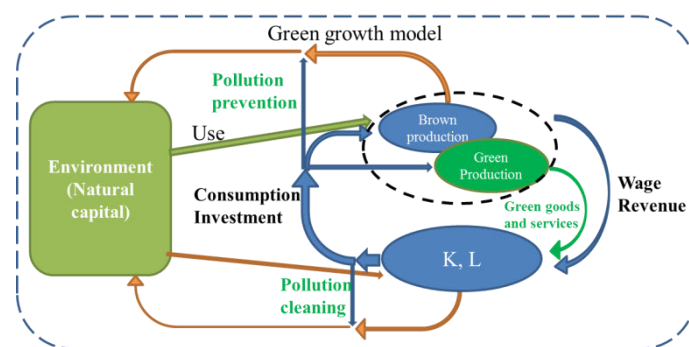 Green growth model
Pollution
prevention
Brown
production
Use
Green
Production
Environment
(Natural
capital)
Consumption
Investment
Wage
Revenue
Green goods
and services
K, L
Pollution
cleaning